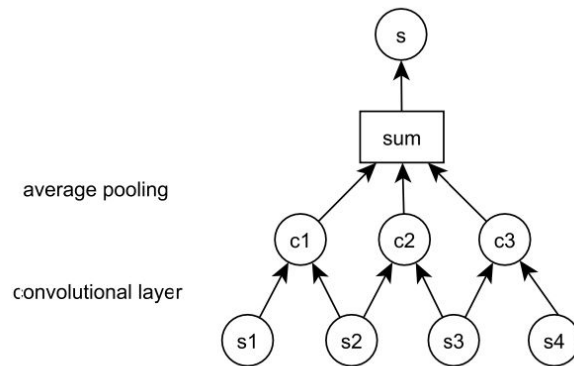 s
sum
average pooling
c1 c2 c3
convolutional layer
s1 s2 s3 s4